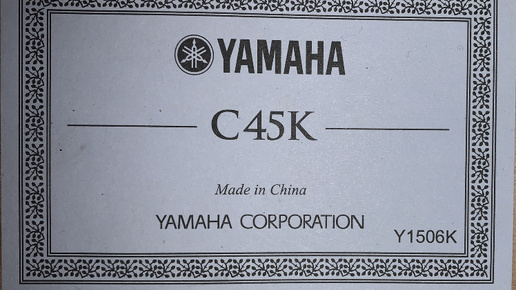 YAMAHA
C45K
Made in China
YAMAHA CORPORATION
Y1506K